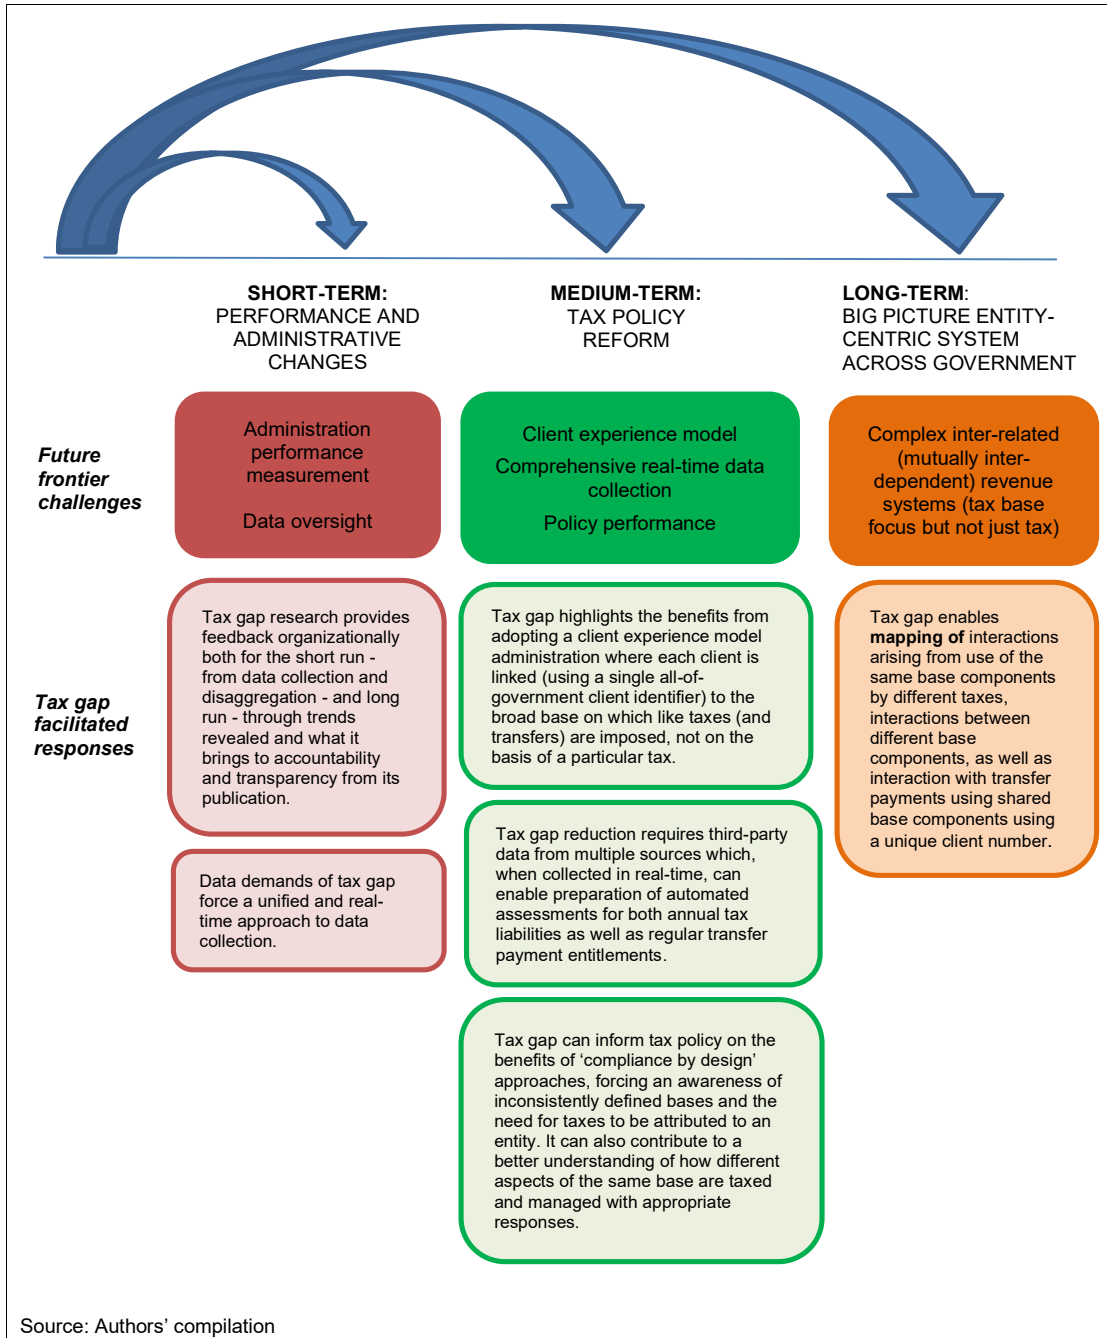 SHORT-TERM:
PERFORMANCE AND
ADMINISTRATIVE
CHANGES
MEDIUM-TERM:
TAX POLICY
REFORM
LONG-TERM:
BIG PICTURE ENTITY-
CENTRIC SYSTEM
ACROSS GOVERNMENT
Future
frontier
challenges
Administration
performance
measurement
Data oversight
Client experience model
Comprehensive real-time data
collection
Policy performance
Complex inter-related
(mutually inter-
dependent) revenue
systems (tax base
focus but not just tax)
Tax gap
facilitated
responses
Tax gap research provides
feedback organizationally
both for the short run -
from data collection and
disaggregation - and long
run - through trends
revealed and what it
brings to accountability
and transparency from its
publication.
Data demands of tax gap
force a unified and real-
time approach to data
collection.
Tax gap highlights the benefits from
adopting a client experience model
administration where each client is
linked (using a single all-of-
government client identifier) to the
broad base on which like taxes (and
transfers) are imposed, not on the
basis of a particular tax.
Tax gap reduction requires third-party
data from multiple sources which,
when collected in real-time, can
enable preparation of automated
assessments for both annual tax
liabilities as well as regular transfer
payment entitlements.
Tax gap can inform tax policy on the
benefits of ‘compliance by design’
approaches, forcing an awareness of
inconsistently defined bases and the
need for taxes to be attributed to an
entity. It can also contribute to a
better understanding of how different
aspects of the same base are taxed
and managed with appropriate
responses.
Tax gap enables
mapping of interactions
arising from use of the
same base components
by different taxes,
interactions between
different base
components, as well as
interaction with transfer
payments using shared
base components using
a unique client number.
Source: Authors’ compilation